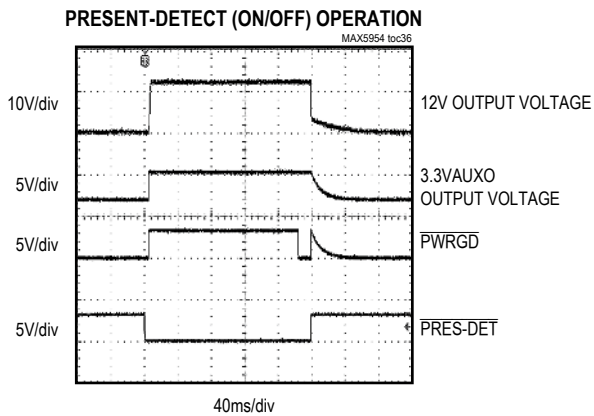 PRESENT-DETECT (ON/OFF) OPERATION
MAX5954 toc36
10V/div
12V OUTPUT VOLTAGE
5V/div
3.3VAUXO
OUTPUT VOLTAGE
5V/div
PWRGD
5V/div
PRES-DET
40ms/div